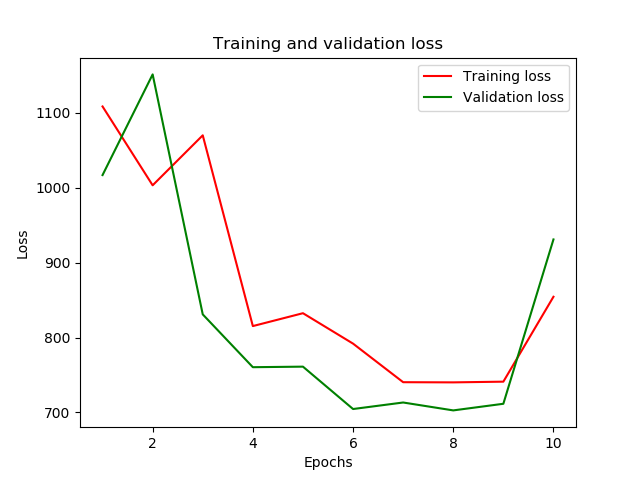 Training and validation loss
Training loss
Validation loss
1100
1000
900
800
700
Loss
2 4 6 8 10
Epochs